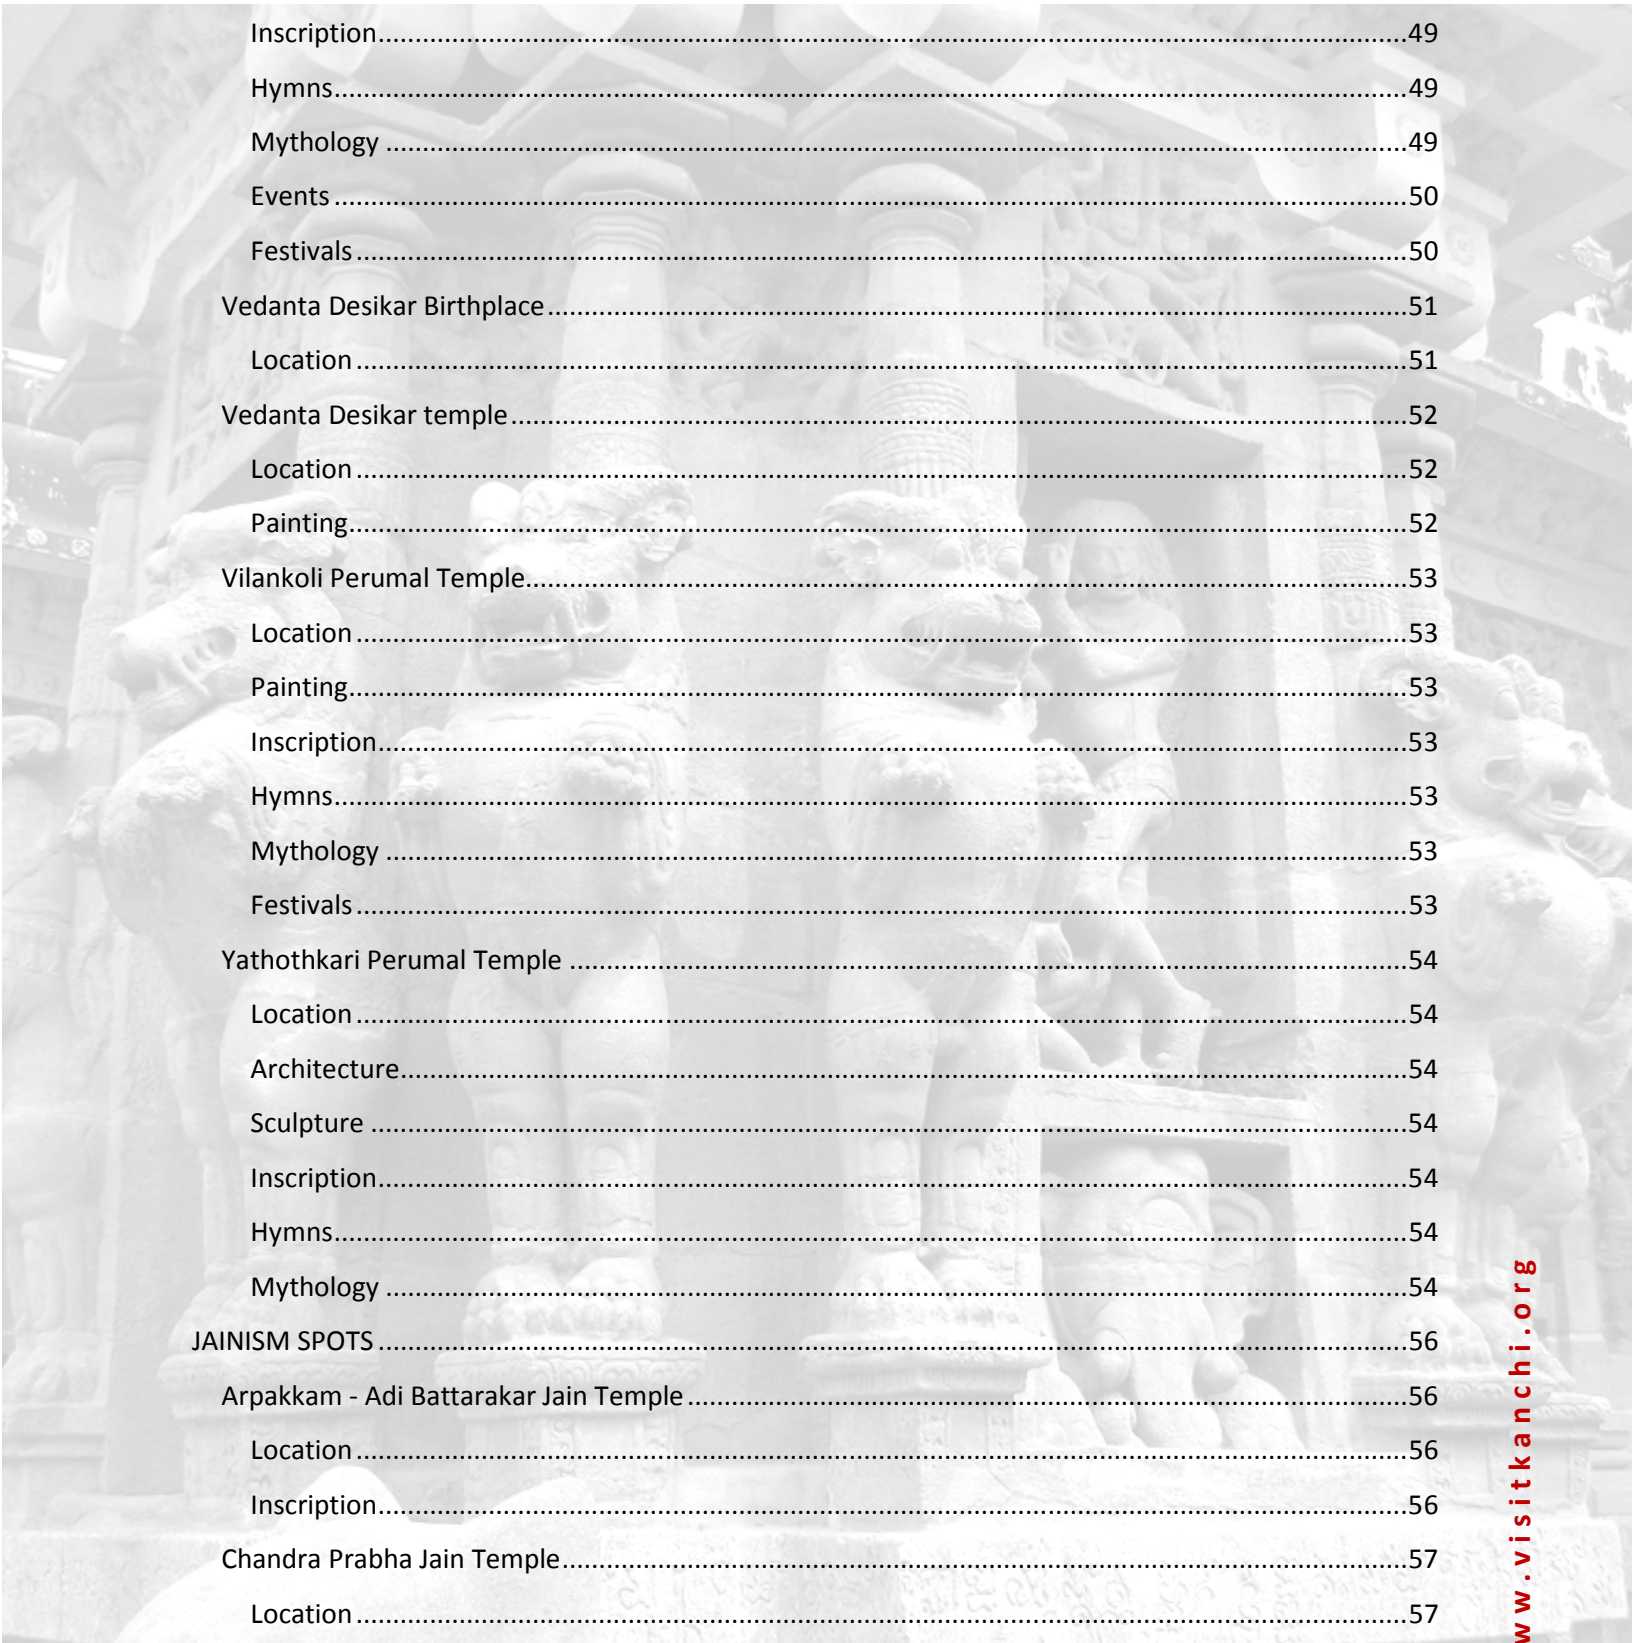 Inscription....................................................................49
Hymns....................................................................49
Mythology ....................................................................49
Events ....................................................................50
Festivals ....................................................................50
Vedanta Desikar Birthplace....................................................................51
Location ....................................................................51
Vedanta Desikar temple....................................................................52
Location ....................................................................52
Painting....................................................................52
Vilankoli Perumal Temple....................................................................53
Location ....................................................................53
Painting....................................................................53
Inscription....................................................................53
Hymns....................................................................53
Mythology ....................................................................53
Festivals ....................................................................53
Yathothkari Perumal Temple ....................................................................54
Location ....................................................................54
Architecture....................................................................54
Sculpture ....................................................................54
Inscription....................................................................54
Hymns....................................................................54
Mythology ....................................................................54
JAINISM SPOTS ....................................................................56
Arpakkam - Adi Battarakar Jain Temple ....................................................................56
Location ....................................................................56
Inscription....................................................................56
Chandra Prabha Jain Temple....................................................................57
Location ....................................................................57
ww.visitkanchi.org